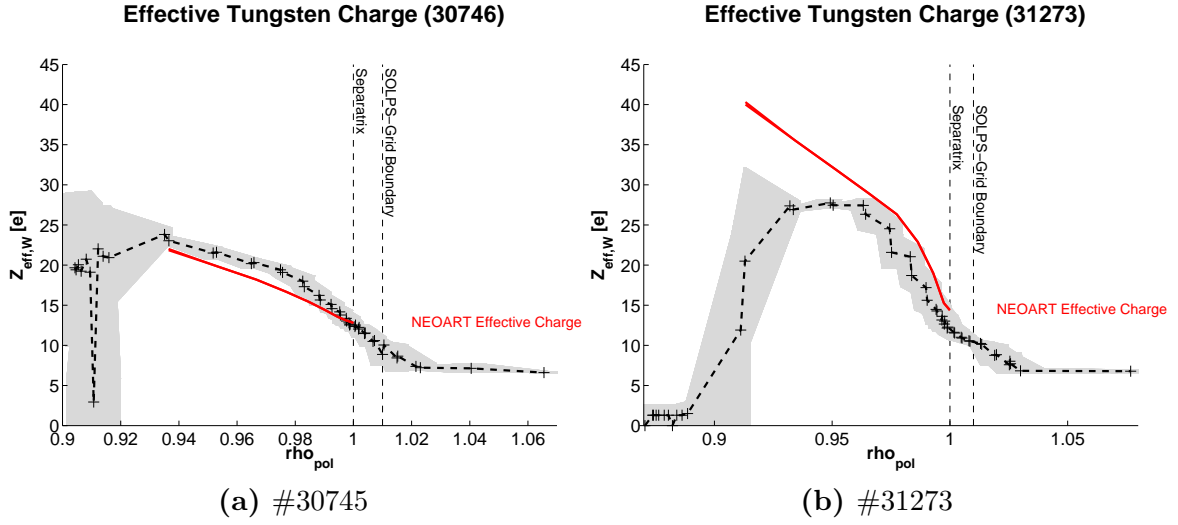 Effective Tungsten Charge (30746)
45
40
35
30
25
20
15
10
5
0
Z_eff,W [e]
Separatrix
SOLPS-Grid Boundary
NEOART Effective Charge
0.9 0.92 0.94 0.96 0.98 1 1.02 1.04 1.06
rho_pol
(a) #30745
Effective Tungsten Charge (31273)
45
40
35
30
25
20
15
10
5
0
Z_eff,W [e]
Separatrix
SOLPS-Grid Boundary
NEOART Effective Charge
0.9 0.95 1 1.05
rho_pol
(b) #31273